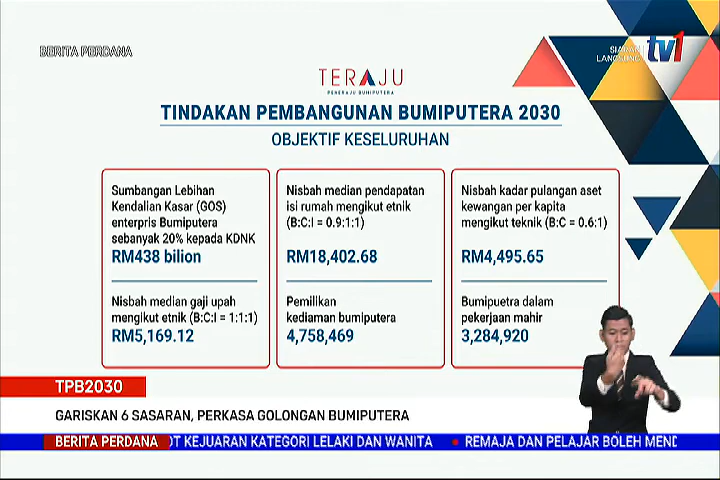 BERITA PERDANA
SIARAN
LANGSUNG
tv1
TERAJU
PENERAJU BUMIPUTERA
TINDAKAN PEMBANGUNAN BUMIPUTERA 2030
OBJEKTIF KESELURUHAN
Sumbangan Lebihan
Kendalian Kasar (GOS)
enterpris Bumiputera
sebanyak 20% kepada KDNK
RM438 bilion
Nisbah median gaji upah
mengikut etnik (B:C:I = 1:1:1)
RM5,169.12
Nisbah median pendapatan
isi rumah mengikut etnik
(B:C:I = 0.9:1:1)
RM18,402.68
Pemilikan
kediaman bumiputera
4,758,469
Nisbah kadar pulangan aset
kewangan per kapita
mengikut teknik (B:C = 0.6:1)
RM4,495.65
Bumipuetra dalam
pekerjaan mahir
3,284,920
TPB2030
GARISKAN 6 SASARAN, PERKASA GOLONGAN BUMIPUTERA
BERITA PERDANA OT KEJUARAN KATEGORI LELAKI DAN WANITA • REMAJA DAN PELAJAR BOLEH MEND